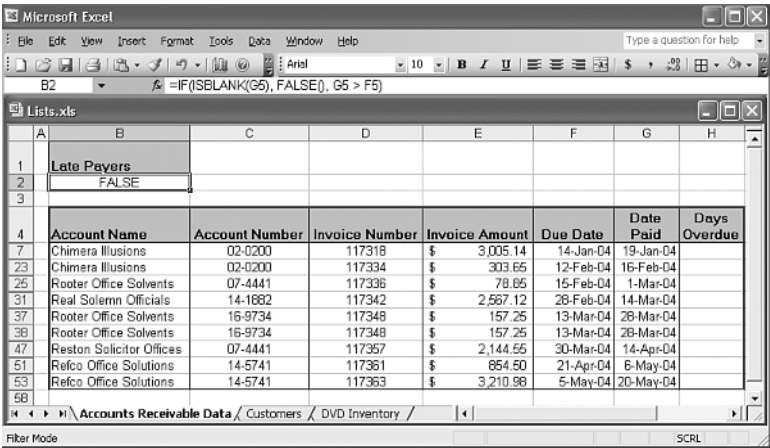 Microsoft Excel
File Edit View Insert Format Tools Data Window Help Type a question for help
Arial 10 B I U $ ,
B2 fx =IF(ISBLANK(G5), FALSE(), G5 > F5)
Lists.xls
A B C D E F G H
1 Late Payers
2 FALSE
3
4 Account Name Account Number Invoice Number Invoice Amount Due Date Date Paid Days Overdue
7 Chimera Illusions 02-0200 117318 $ 3,005.14 14-Jan-04 19-Jan-04
23 Chimera Illusions 02-0200 117334 $ 303.65 12-Feb-04 16-Feb-04
25 Rooter Office Solvents 07-4441 117336 $ 78.85 15-Feb-04 1-Mar-04
31 Real Solemn Officials 14-1882 117342 $ 2,567.12 28-Feb-04 14-Mar-04
37 Rooter Office Solvents 16-9734 117348 $ 157.25 13-Mar-04 28-Mar-04
38 Rooter Office Solvents 16-9734 117348 $ 157.25 13-Mar-04 28-Mar-04
47 Reston Solicitor Offices 07-4441 117357 $ 2,144.55 30-Mar-04 14-Apr-04
51 Refco Office Solutions 14-5741 117361 $ 854.50 21-Apr-04 6-May-04
53 Refco Office Solutions 14-5741 117363 $ 3,210.98 5-May-04 20-May-04
58
Accounts Receivable Data / Customers / DVD Inventory /
Filter Mode SCRL